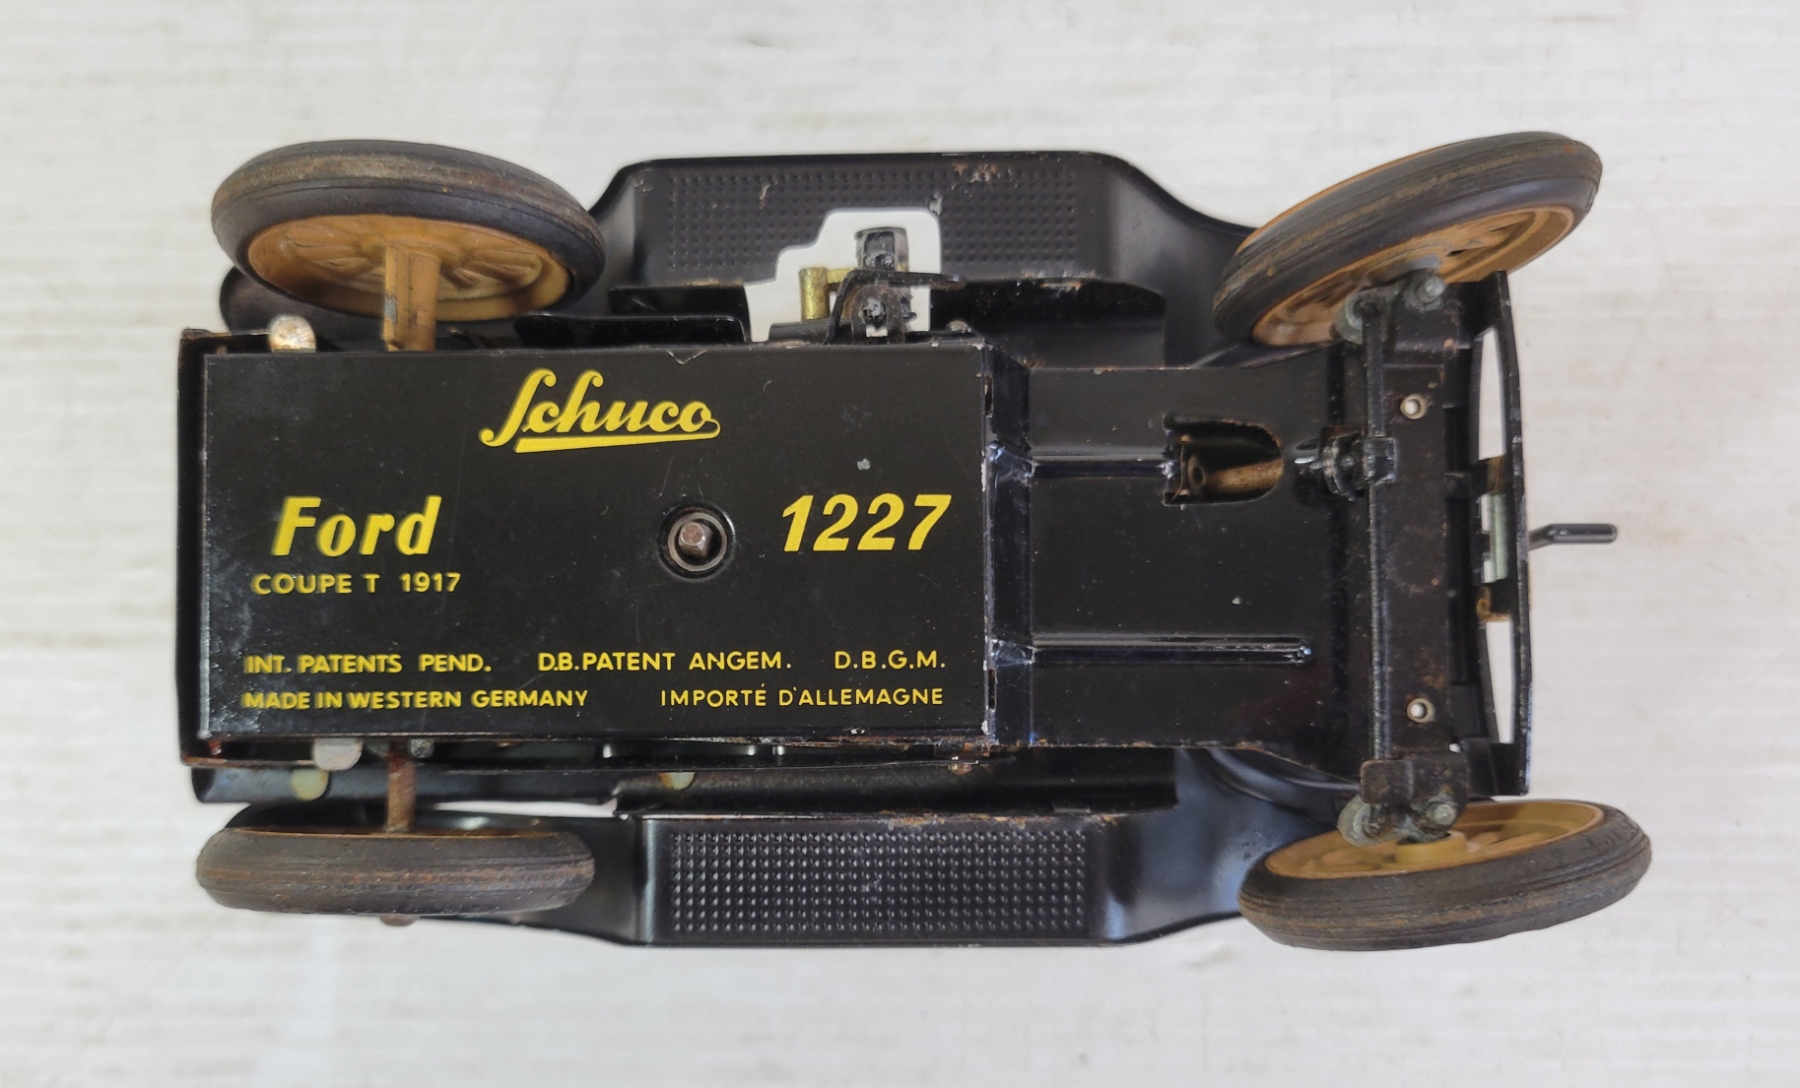 Schuco
Ford 1227
COUPE T 1917
INT. PATENTS PEND. D.B. PATENT ANGEM. D.B.G.M.
MADE IN WESTERN GERMANY IMPORTÉ D'ALLEMAGNE